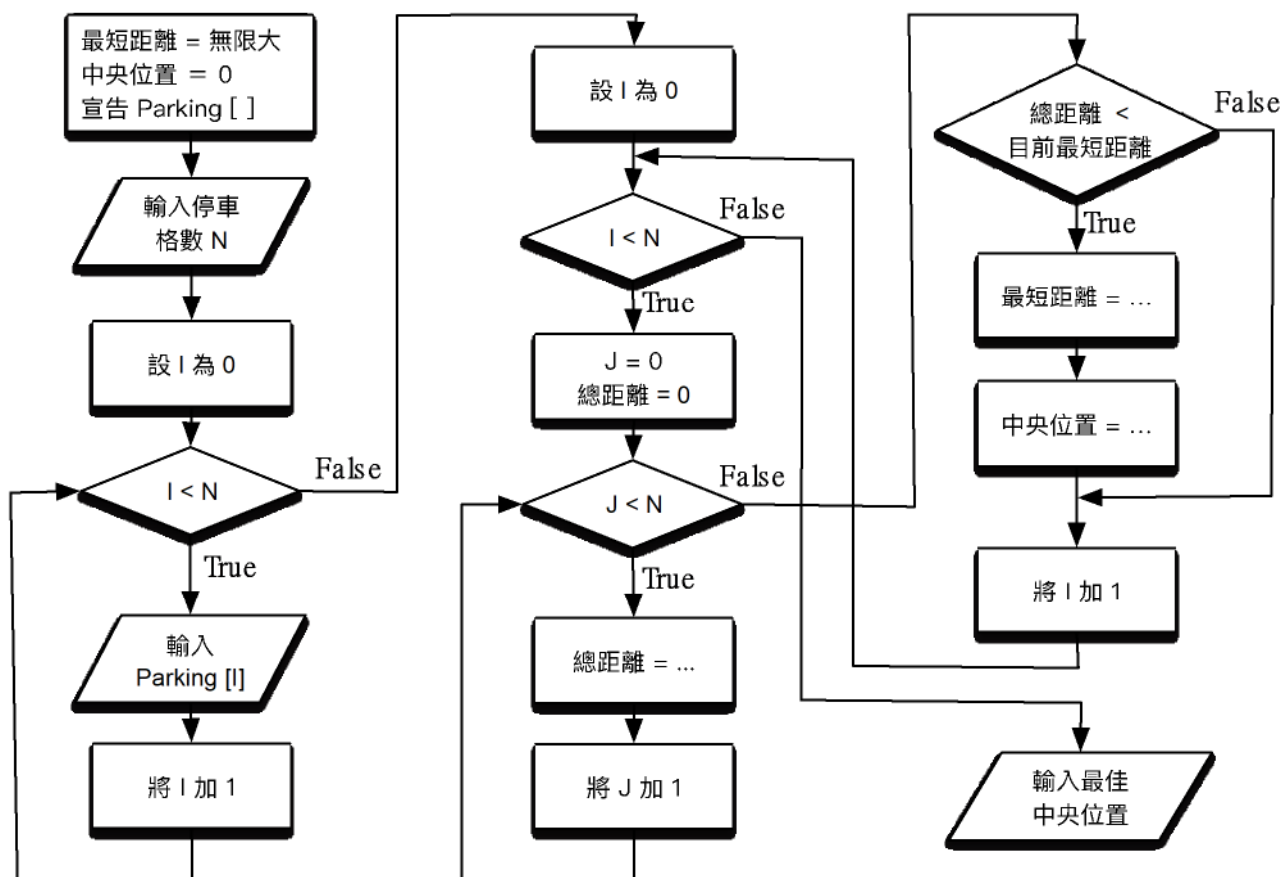 最短距離 = 無限大
中央位置 = 0
宣告 Parking [ ]
輸入停車
格數 N
設 I 為 0
I < N
False
True
輸入
Parking [I]
將 I 加 1
設 I 為 0
I < N
False
True
J = 0
總距離 = 0
J < N
False
True
總距離 = ...
將 J 加 1
總距離 <
目前最短距離
False
True
最短距離 = ...
中央位置 = ...
將 I 加 1
輸入最佳
中央位置